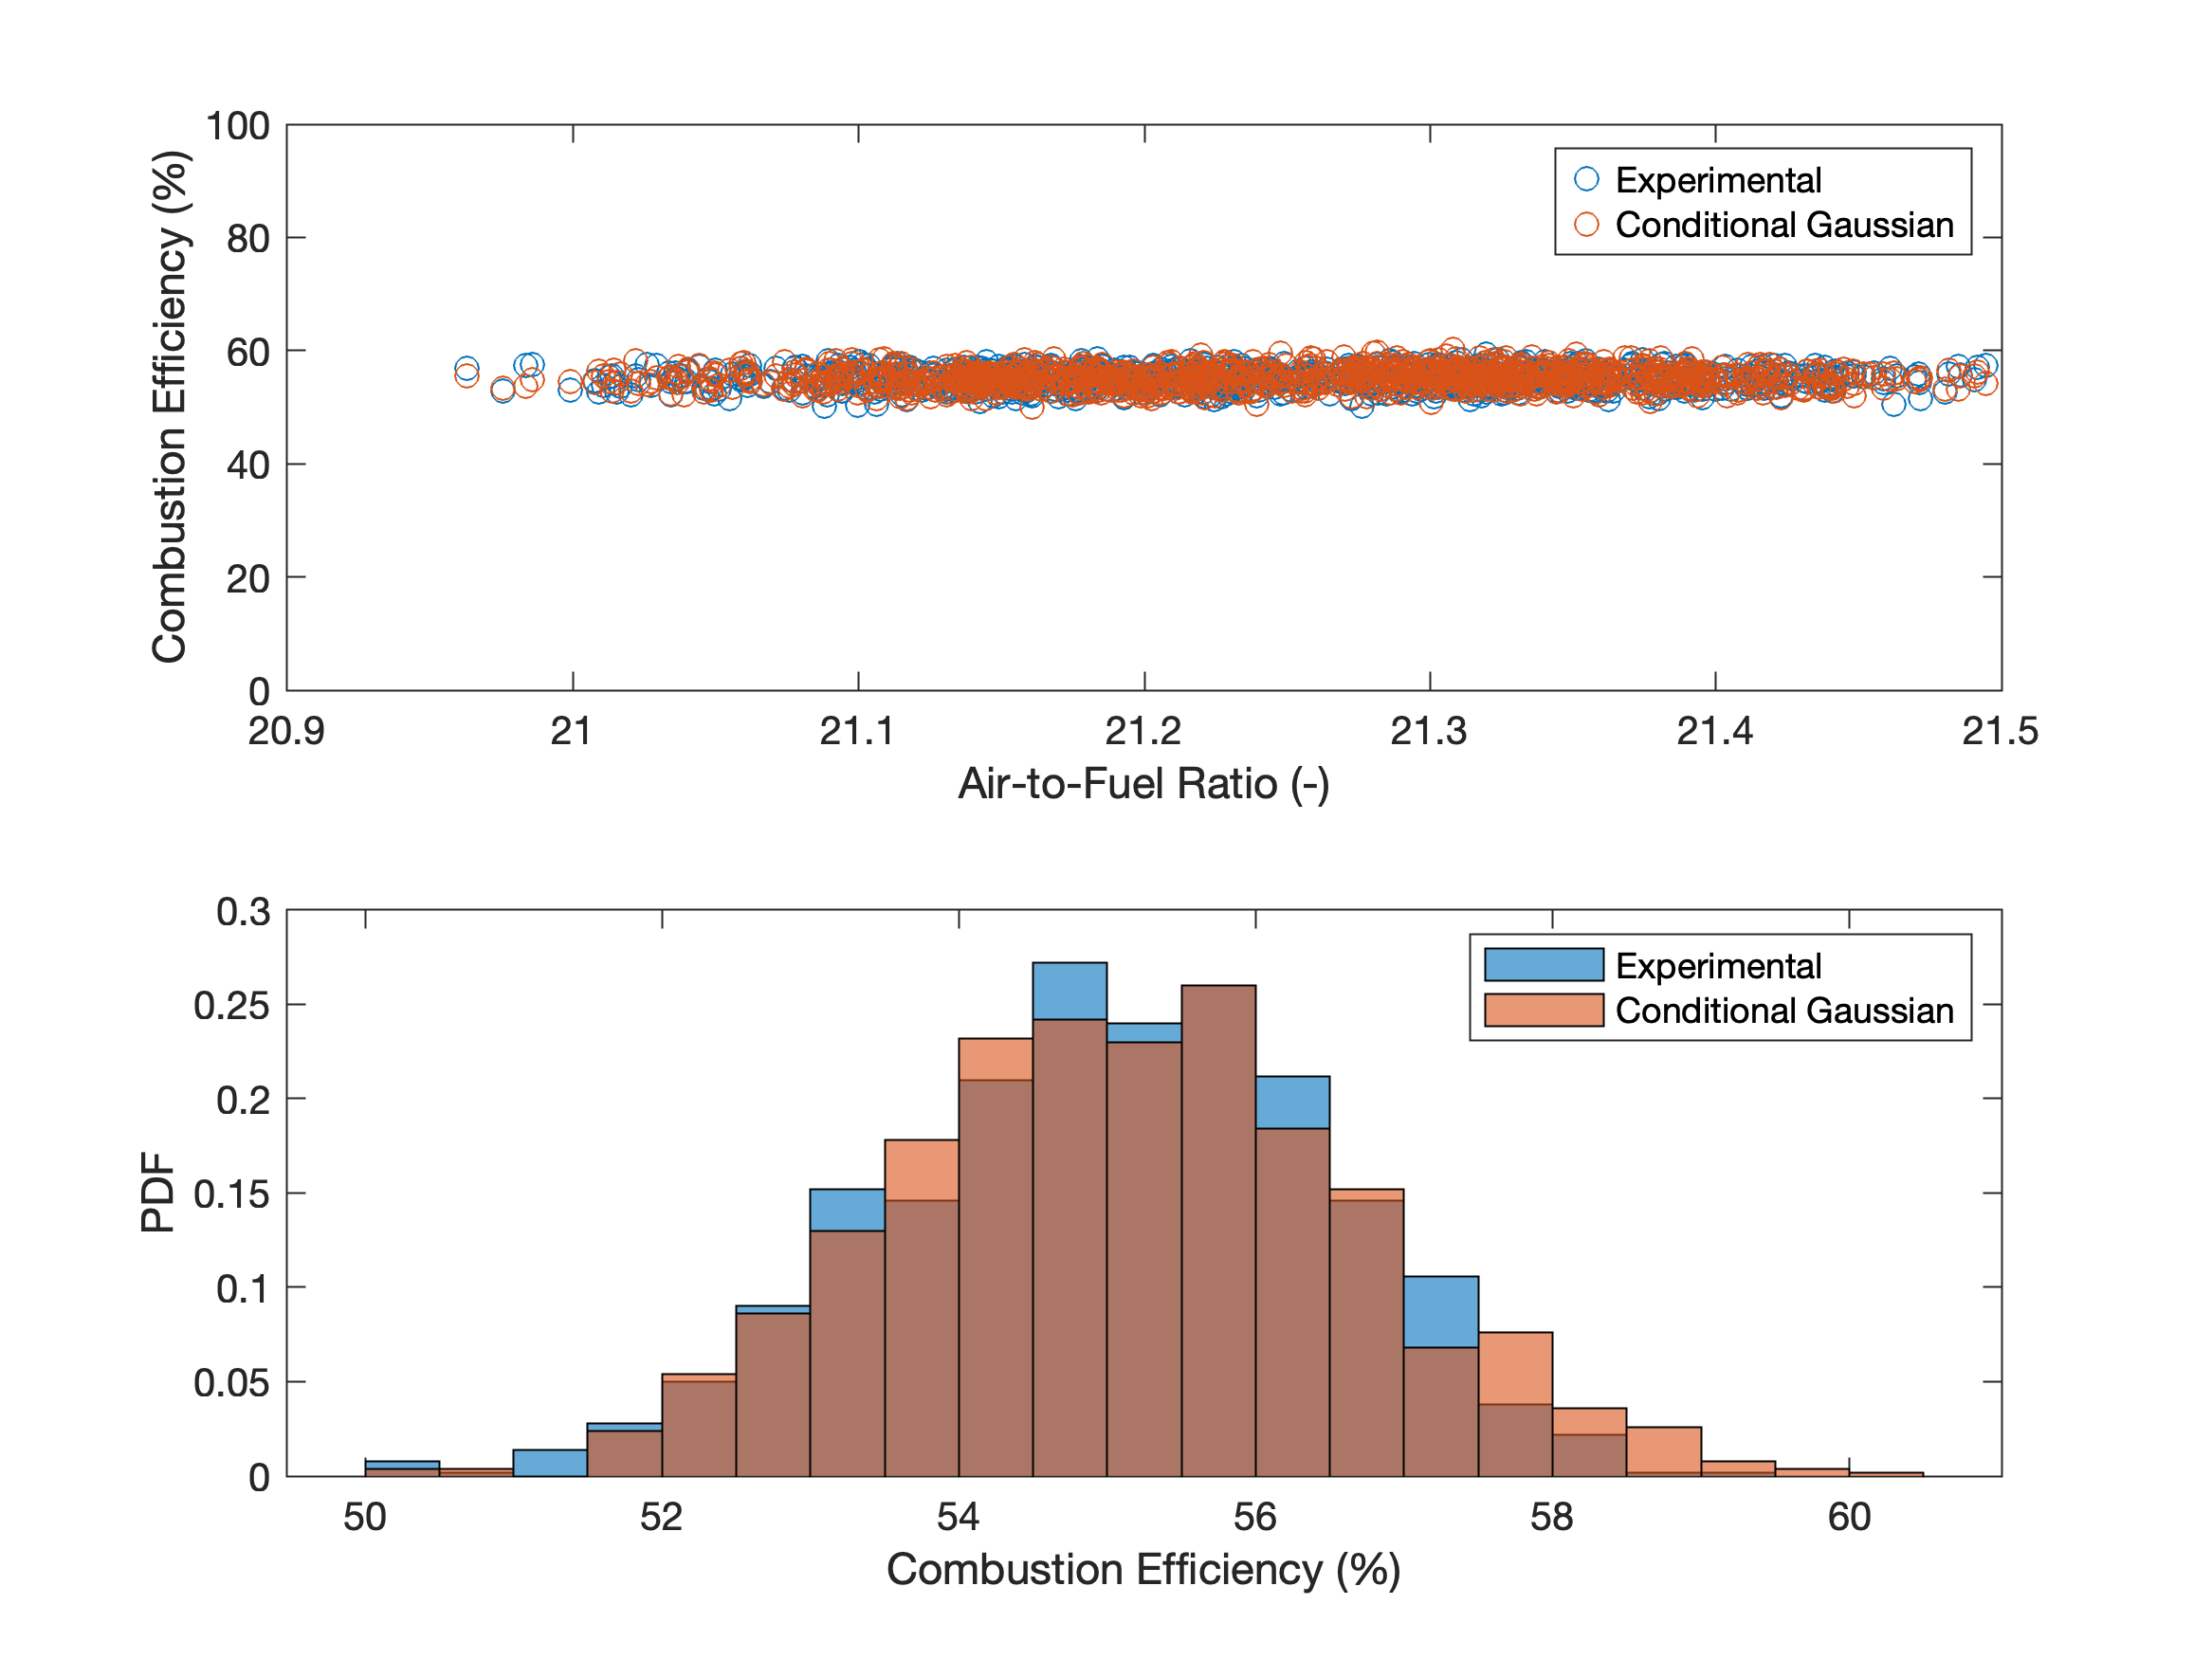 100
80
60
40
20
0
Combustion Efficiency (%)
Experimental
Conditional Gaussian
20.9 21 21.1 21.2 21.3 21.4 21.5
Air-to-Fuel Ratio (-)
0.3
0.25
0.2
0.15
0.1
0.05
0
PDF
Experimental
Conditional Gaussian
50 52 54 56 58 60
Combustion Efficiency (%)